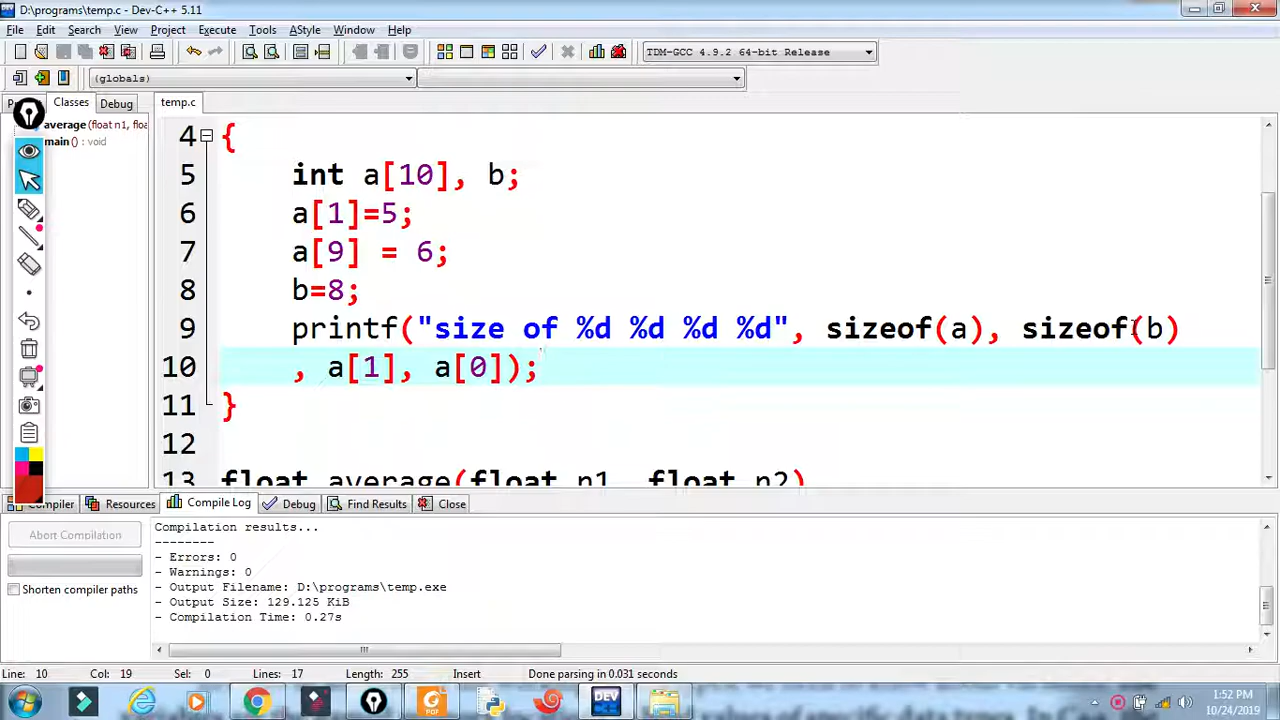 D:\programs\temp.c - Dev-C++ 5.11
File Edit Search View Project Execute Tools AStyle Window Help
TDM-GCC 4.9.2 64-bit Release
(globals)
Classes Debug temp.c
average (float n1, floa
main () : void
4 {
5 int a[10], b;
6 a[1]=5;
7 a[9] = 6;
8 b=8;
9 printf("size of %d %d %d %d", sizeof(a), sizeof(b)
10 , a[1], a[0]);
11 }
12
13 float average(float n1, float n2)
Compiler Resources Compile Log Debug Find Results Close
Abort Compilation
Shorten compiler paths
Compilation results...
--------
- Errors: 0
- Warnings: 0
- Output Filename: D:\programs\temp.exe
- Output Size: 129.125 KiB
- Compilation Time: 0.27s
Line: 10 Col: 19 Sel: 0 Lines: 17 Length: 255 Insert Done parsing in 0.031 seconds
PDF DEV
1:52 PM
10/24/2019